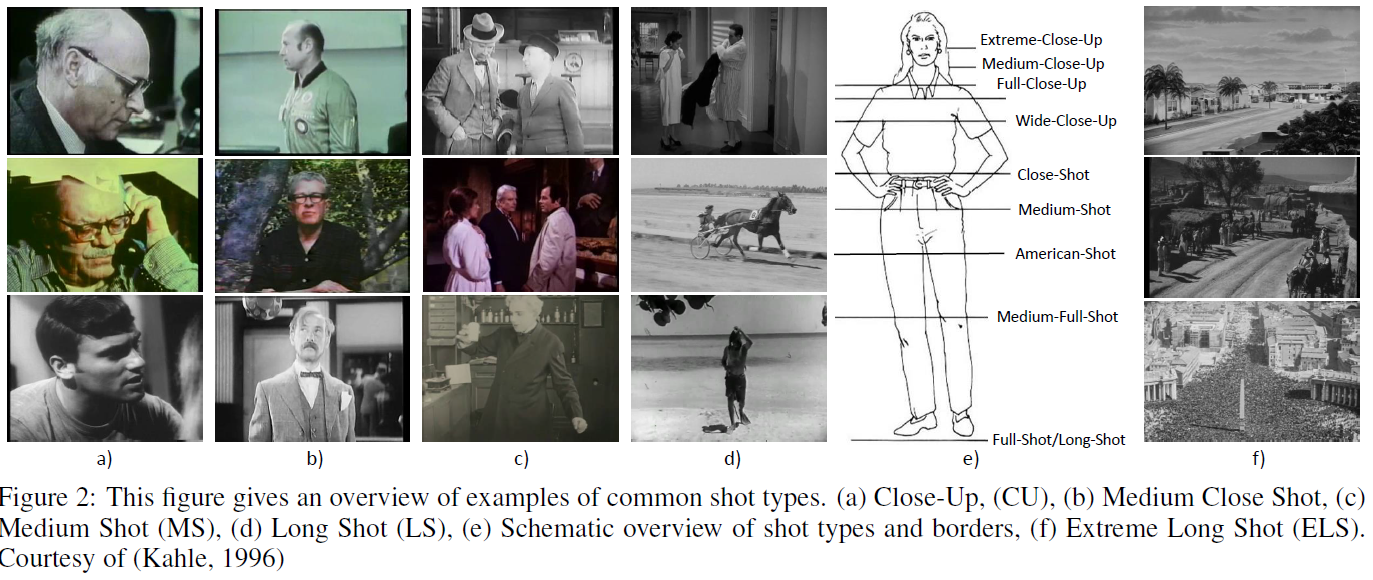 Extreme-Close-Up
Medium-Close-Up
Full-Close-Up
Wide-Close-Up
Close-Shot
Medium-Shot
American-Shot
Medium-Full-Shot
Full-Shot/Long-Shot
a)
b)
c)
d)
e)
f)
Figure 2: This figure gives an overview of examples of common shot types. (a) Close-Up, (CU), (b) Medium Close Shot, (c)
Medium Shot (MS), (d) Long Shot (LS), (e) Schematic overview of shot types and borders, (f) Extreme Long Shot (ELS).
Courtesy of (Kahle, 1996)